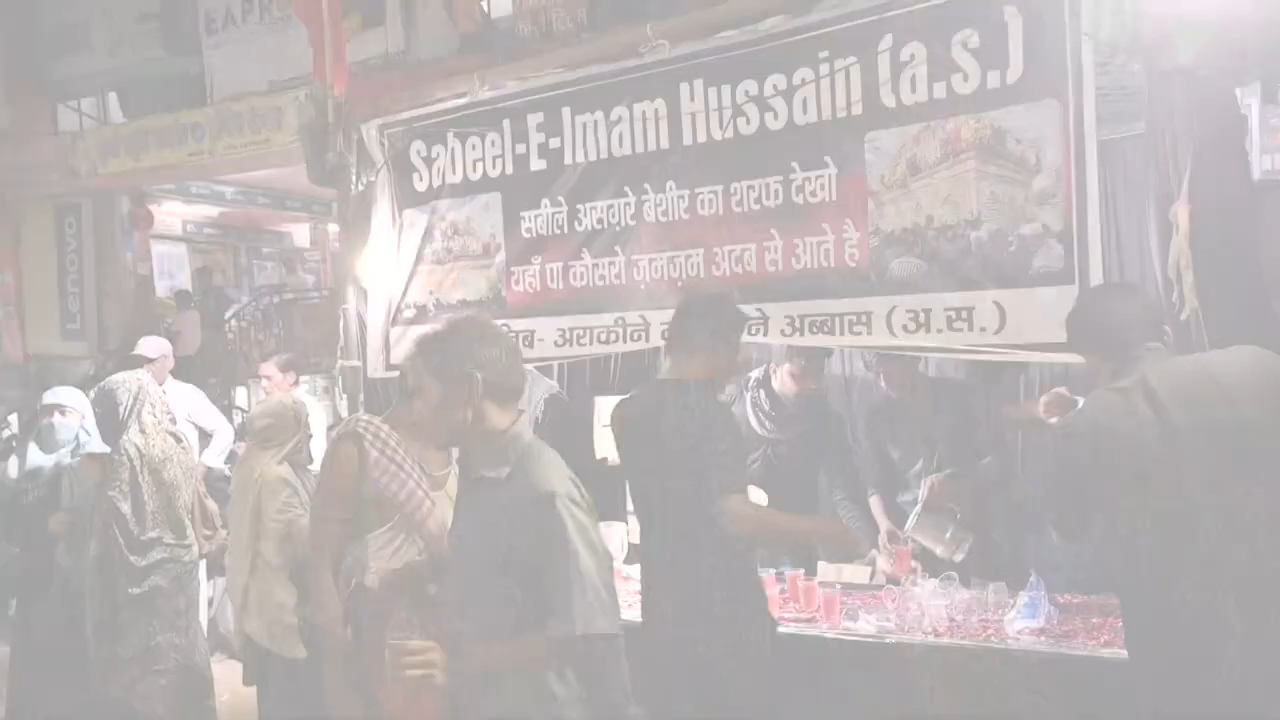 Sabeel-E-Imam Hussain (a.s.)
सबीले असग़रे बेशीर का शरफ देखो
यहाँ पा कौसरो ज़मज़म अदब से आते है
अराकीने
ने अब्बास (अ.स.)
Lenovo